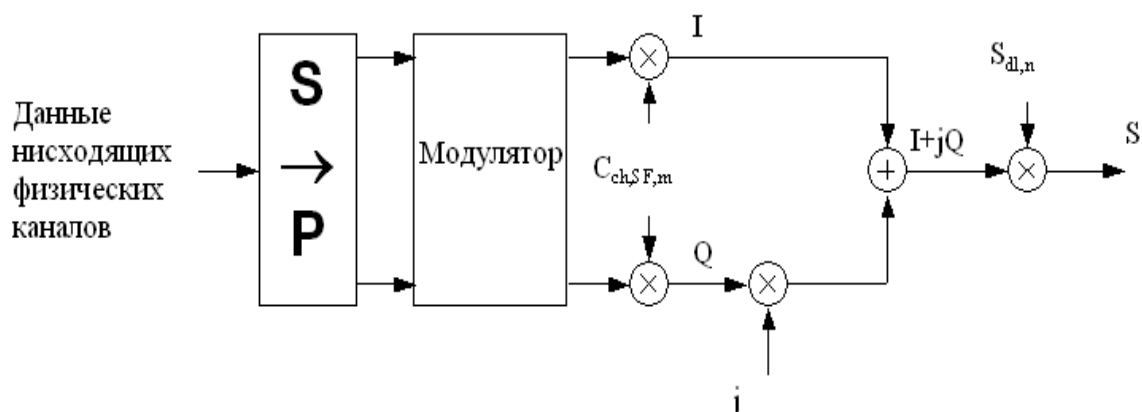 Данные
нисходящих
физических
каналов
S
→
P
Модулятор
I
C_ch,SF,m
Q
j
I+jQ
S_dl,n
S